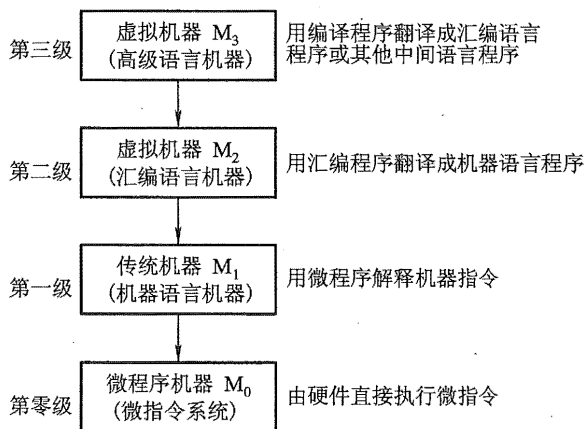 第三级
虚拟机器 M3
(高级语言机器)
用编译程序翻译成汇编语言
程序或其他中间语言程序
第二级
虚拟机器 M2
(汇编语言机器)
用汇编程序翻译成机器语言程序
第一级
传统机器 M1
(机器语言机器)
用微程序解释机器指令
第零级
微程序机器 M0
(微指令系统)
由硬件直接执行微指令